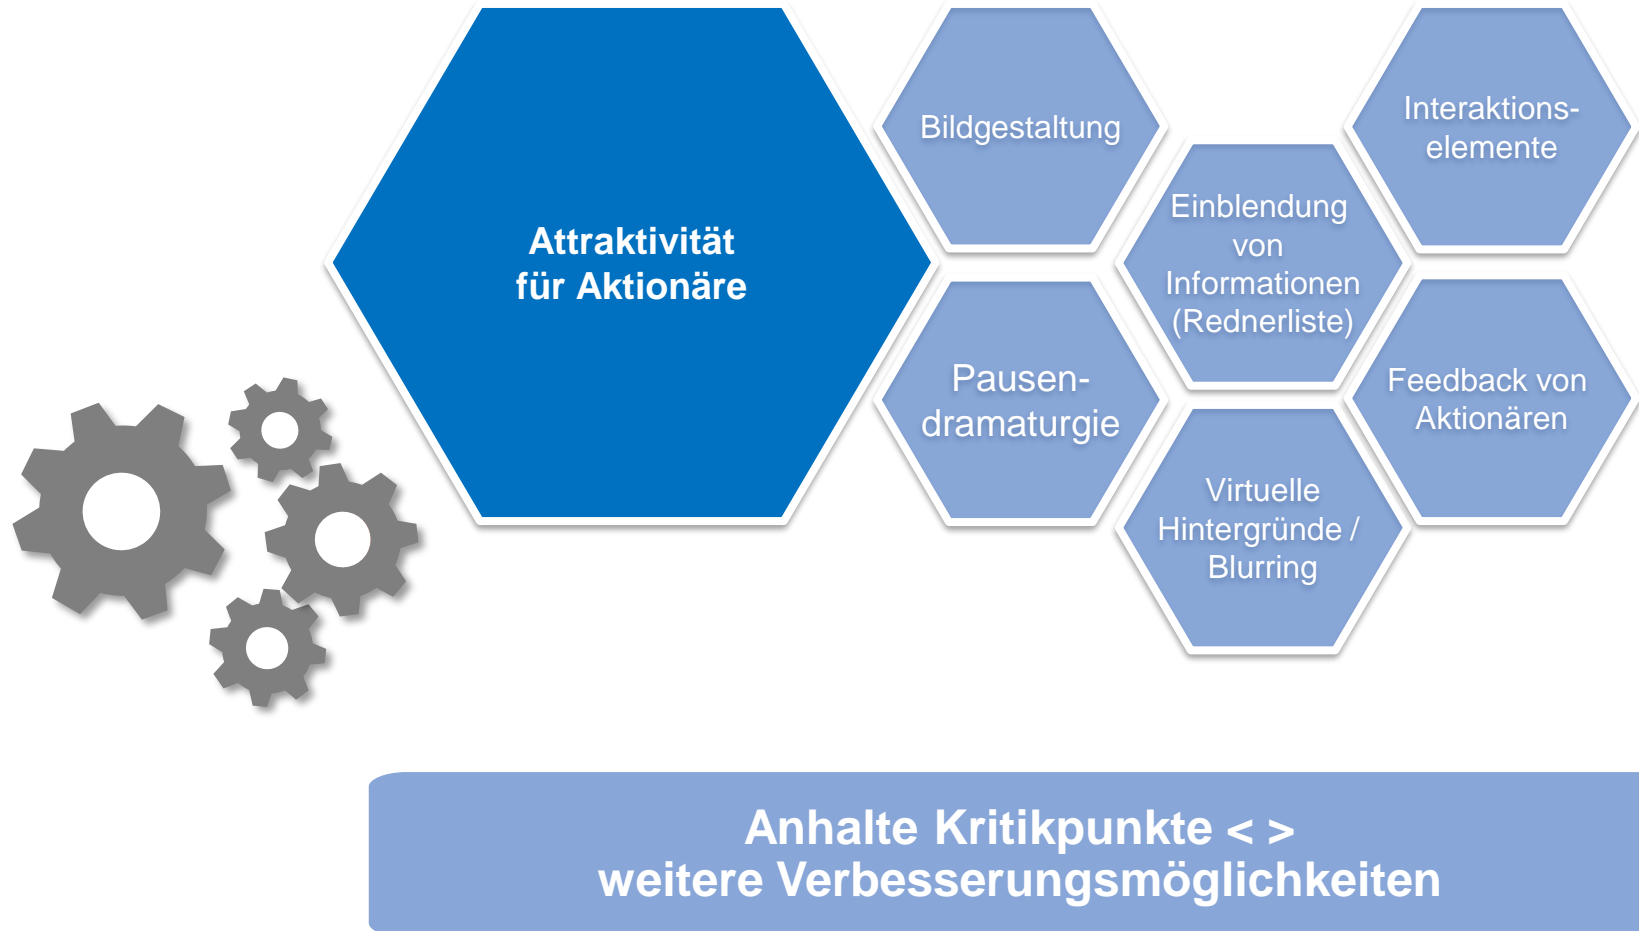 Attraktivität
für Aktionäre
Bildgestaltung
Pausen-
dramaturgie
Einblendung
von
Informationen
(Rednerliste)
Virtuelle
Hintergründe /
Blurring
Interaktions-
elemente
Feedback von
Aktionären
Anhalte Kritikpunkte < >
weitere Verbesserungsmöglichkeiten